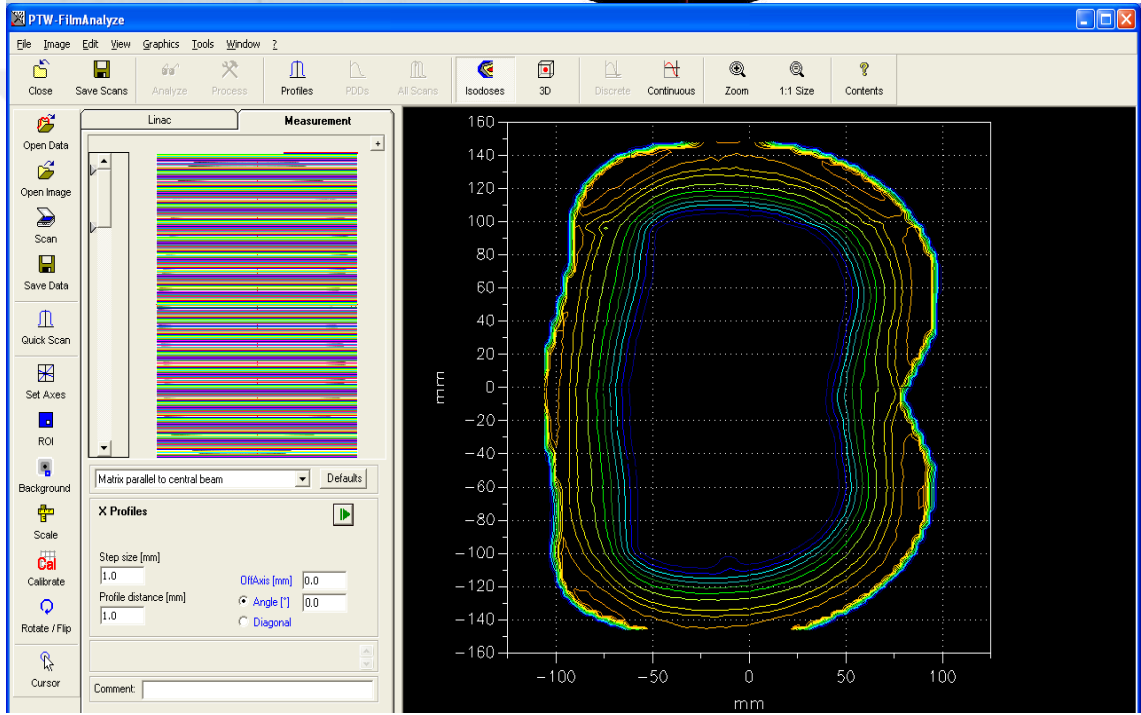 PTW-FilmAnalyze
File Image Edit View Graphics Tools Window ?
Close Save Scans Analyze Process Profiles PDDs All Scans Isodoses 3D Discrete Continuous Zoom 1:1 Size Contents
Open Data
Open Image
Scan
Save Data
Quick Scan
Set Axes
ROI
Background
Scale
Cal
Calibrate
Rotate / Flip
Cursor
Linac Measurement
+
Matrix parallel to central beam Defaults
X Profiles
Step size [mm]
1.0
OffAxis [mm] 0.0
Profile distance [mm]
Angle [°] 0.0
1.0
Diagonal
Comment:
160
140
120
100
80
60
40
20
0
-20
-40
-60
-80
-100
-120
-140
-160
mm
-100 -50 0 50 100
mm